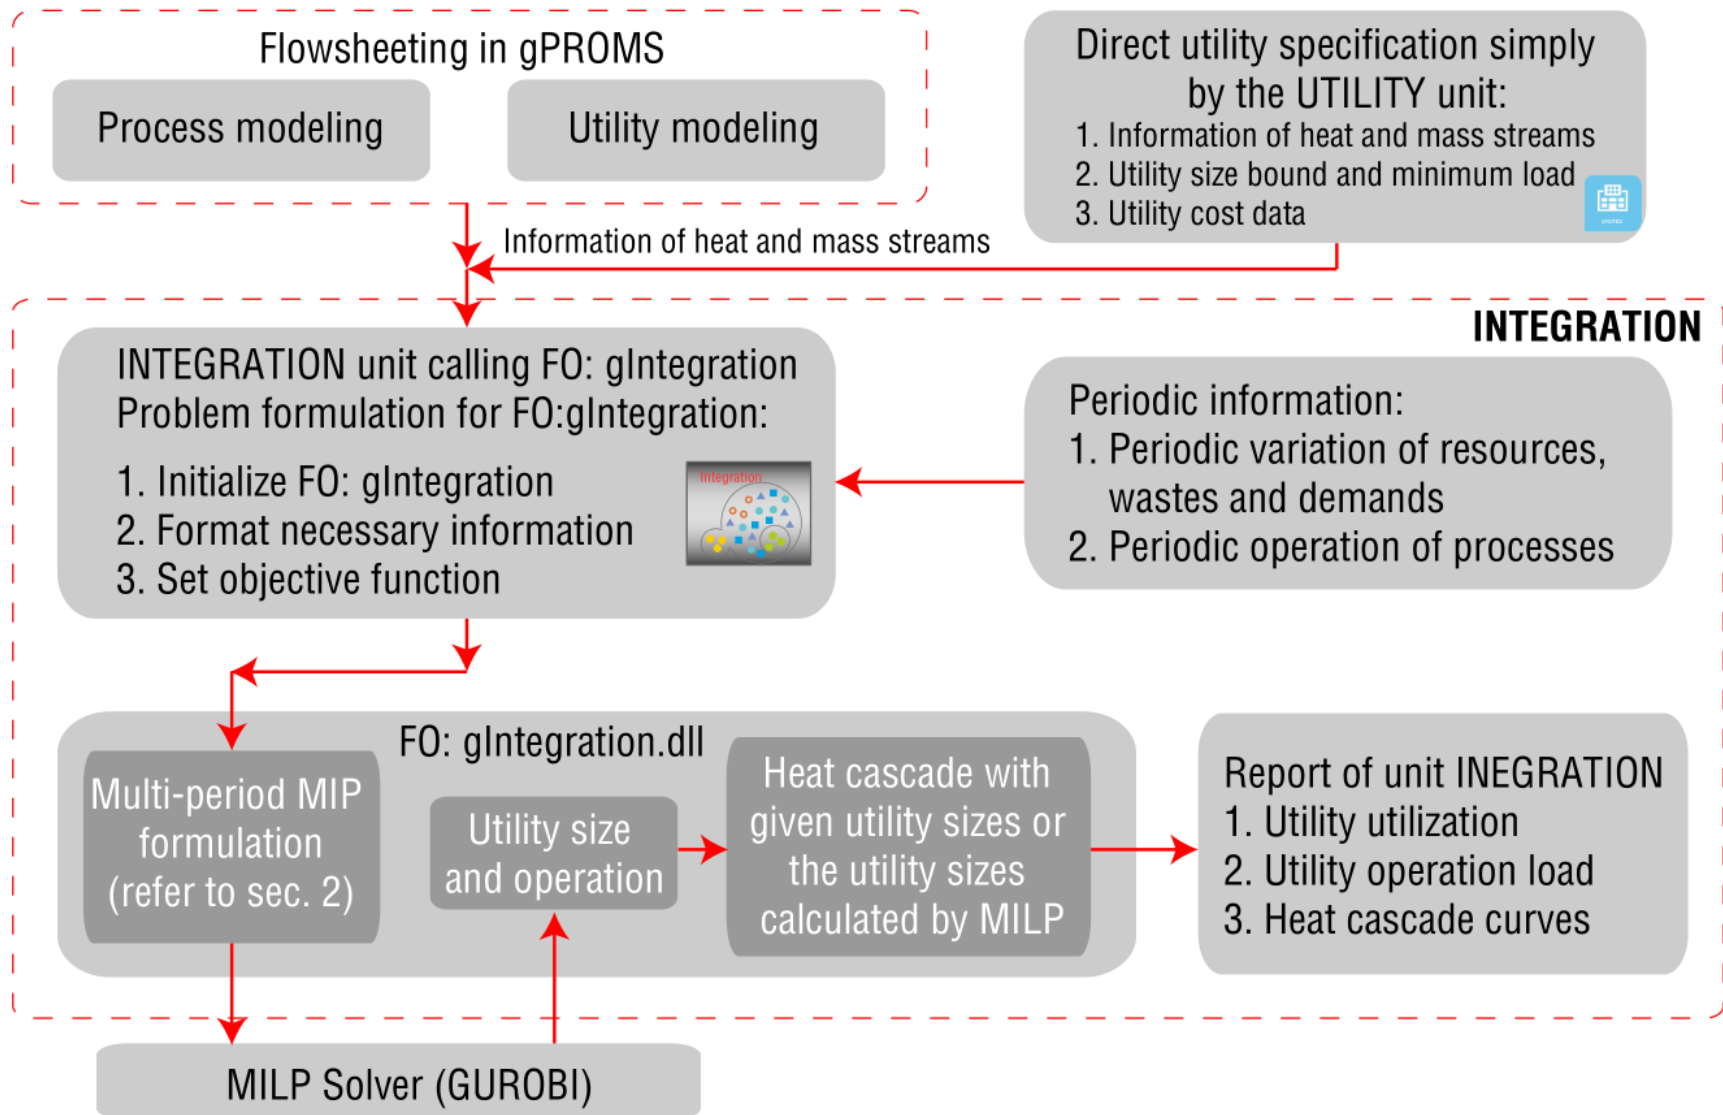 Flowsheeting in gPROMS
Process modeling
Utility modeling
Direct utility specification simply
by the UTILITY unit:
1. Information of heat and mass streams
2. Utility size bound and minimum load
3. Utility cost data
UTILITIES
Information of heat and mass streams
INTEGRATION
INTEGRATION unit calling FO: gIntegration
Problem formulation for FO:gIntegration:
1. Initialize FO: gIntegration
2. Format necessary information
3. Set objective function
Integration
Periodic information:
1. Periodic variation of resources,
wastes and demands
2. Periodic operation of processes
FO: gIntegration.dll
Multi-period MIP
formulation
(refer to sec. 2)
Utility size
and operation
Heat cascade with
given utility sizes or
the utility sizes
calculated by MILP
Report of unit INEGRATION
1. Utility utilization
2. Utility operation load
3. Heat cascade curves
MILP Solver (GUROBI)